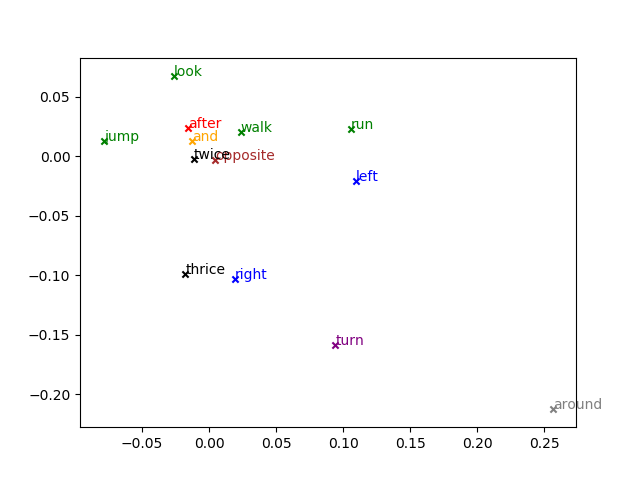 look
after
and
walk
run
jump
twice
opposite
left
thrice
right
turn
around
0.05
0.00
−0.05
−0.10
−0.15
−0.20
−0.05
0.00
0.05
0.10
0.15
0.20
0.25